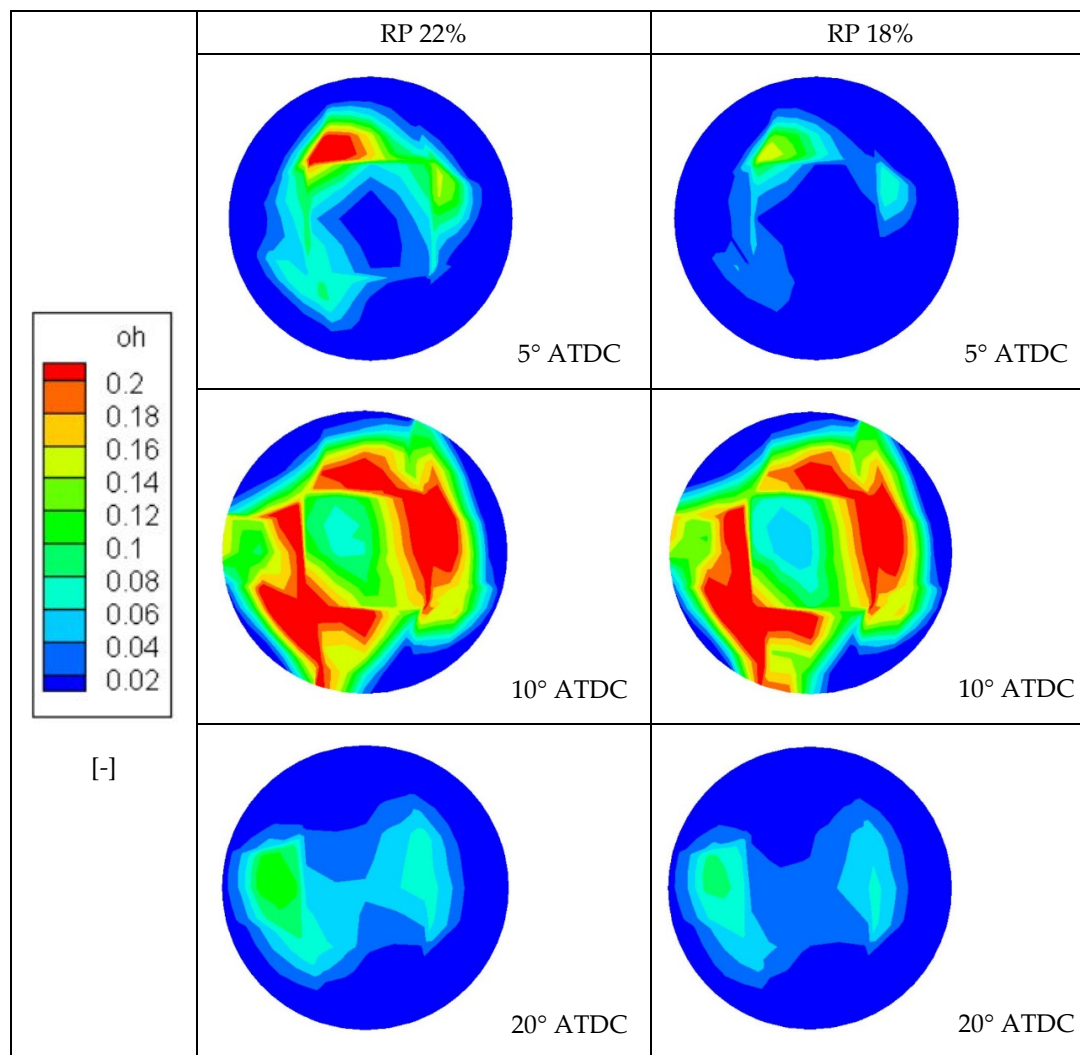 RP 22%
RP 18%
5° ATDC
5° ATDC
oh
0.2
0.18
0.16
0.14
0.12
0.1
0.08
0.06
0.04
0.02
[-]
10° ATDC
10° ATDC
20° ATDC
20° ATDC